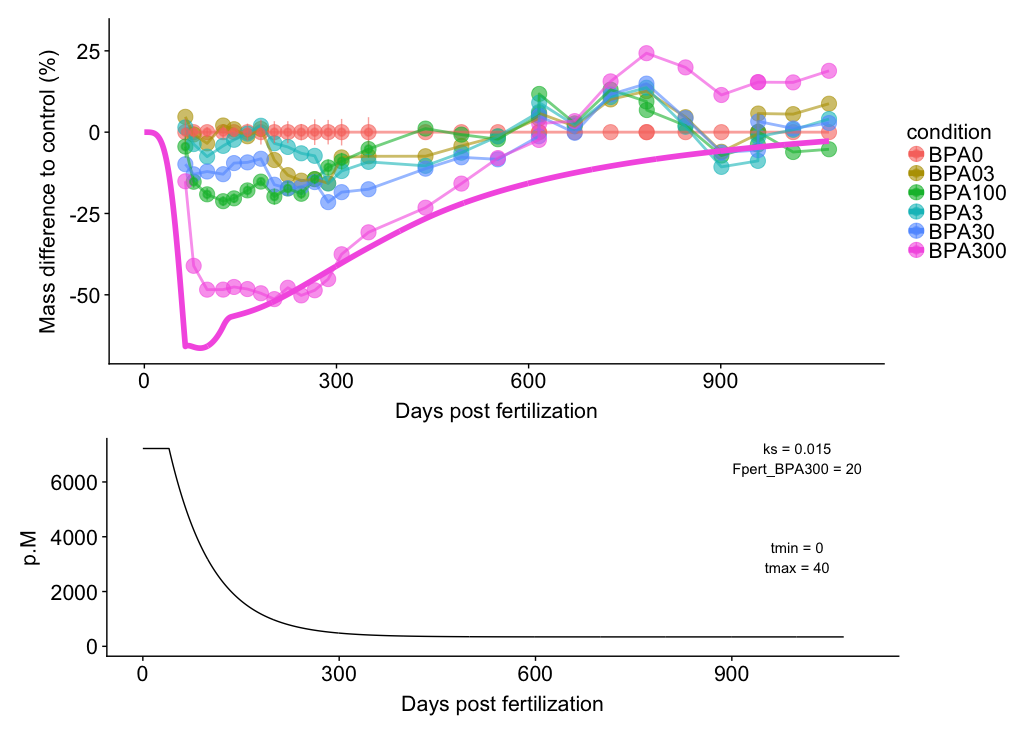 Mass difference to control (%)
25
0
-25
-50
0
300
600
900
Days post fertilization
condition
BPA0
BPA03
BPA100
BPA3
BPA30
BPA300
p.M
6000
4000
2000
0
ks = 0.015
Fpert_BPA300 = 20
tmin = 0
tmax = 40
0
300
600
900
Days post fertilization